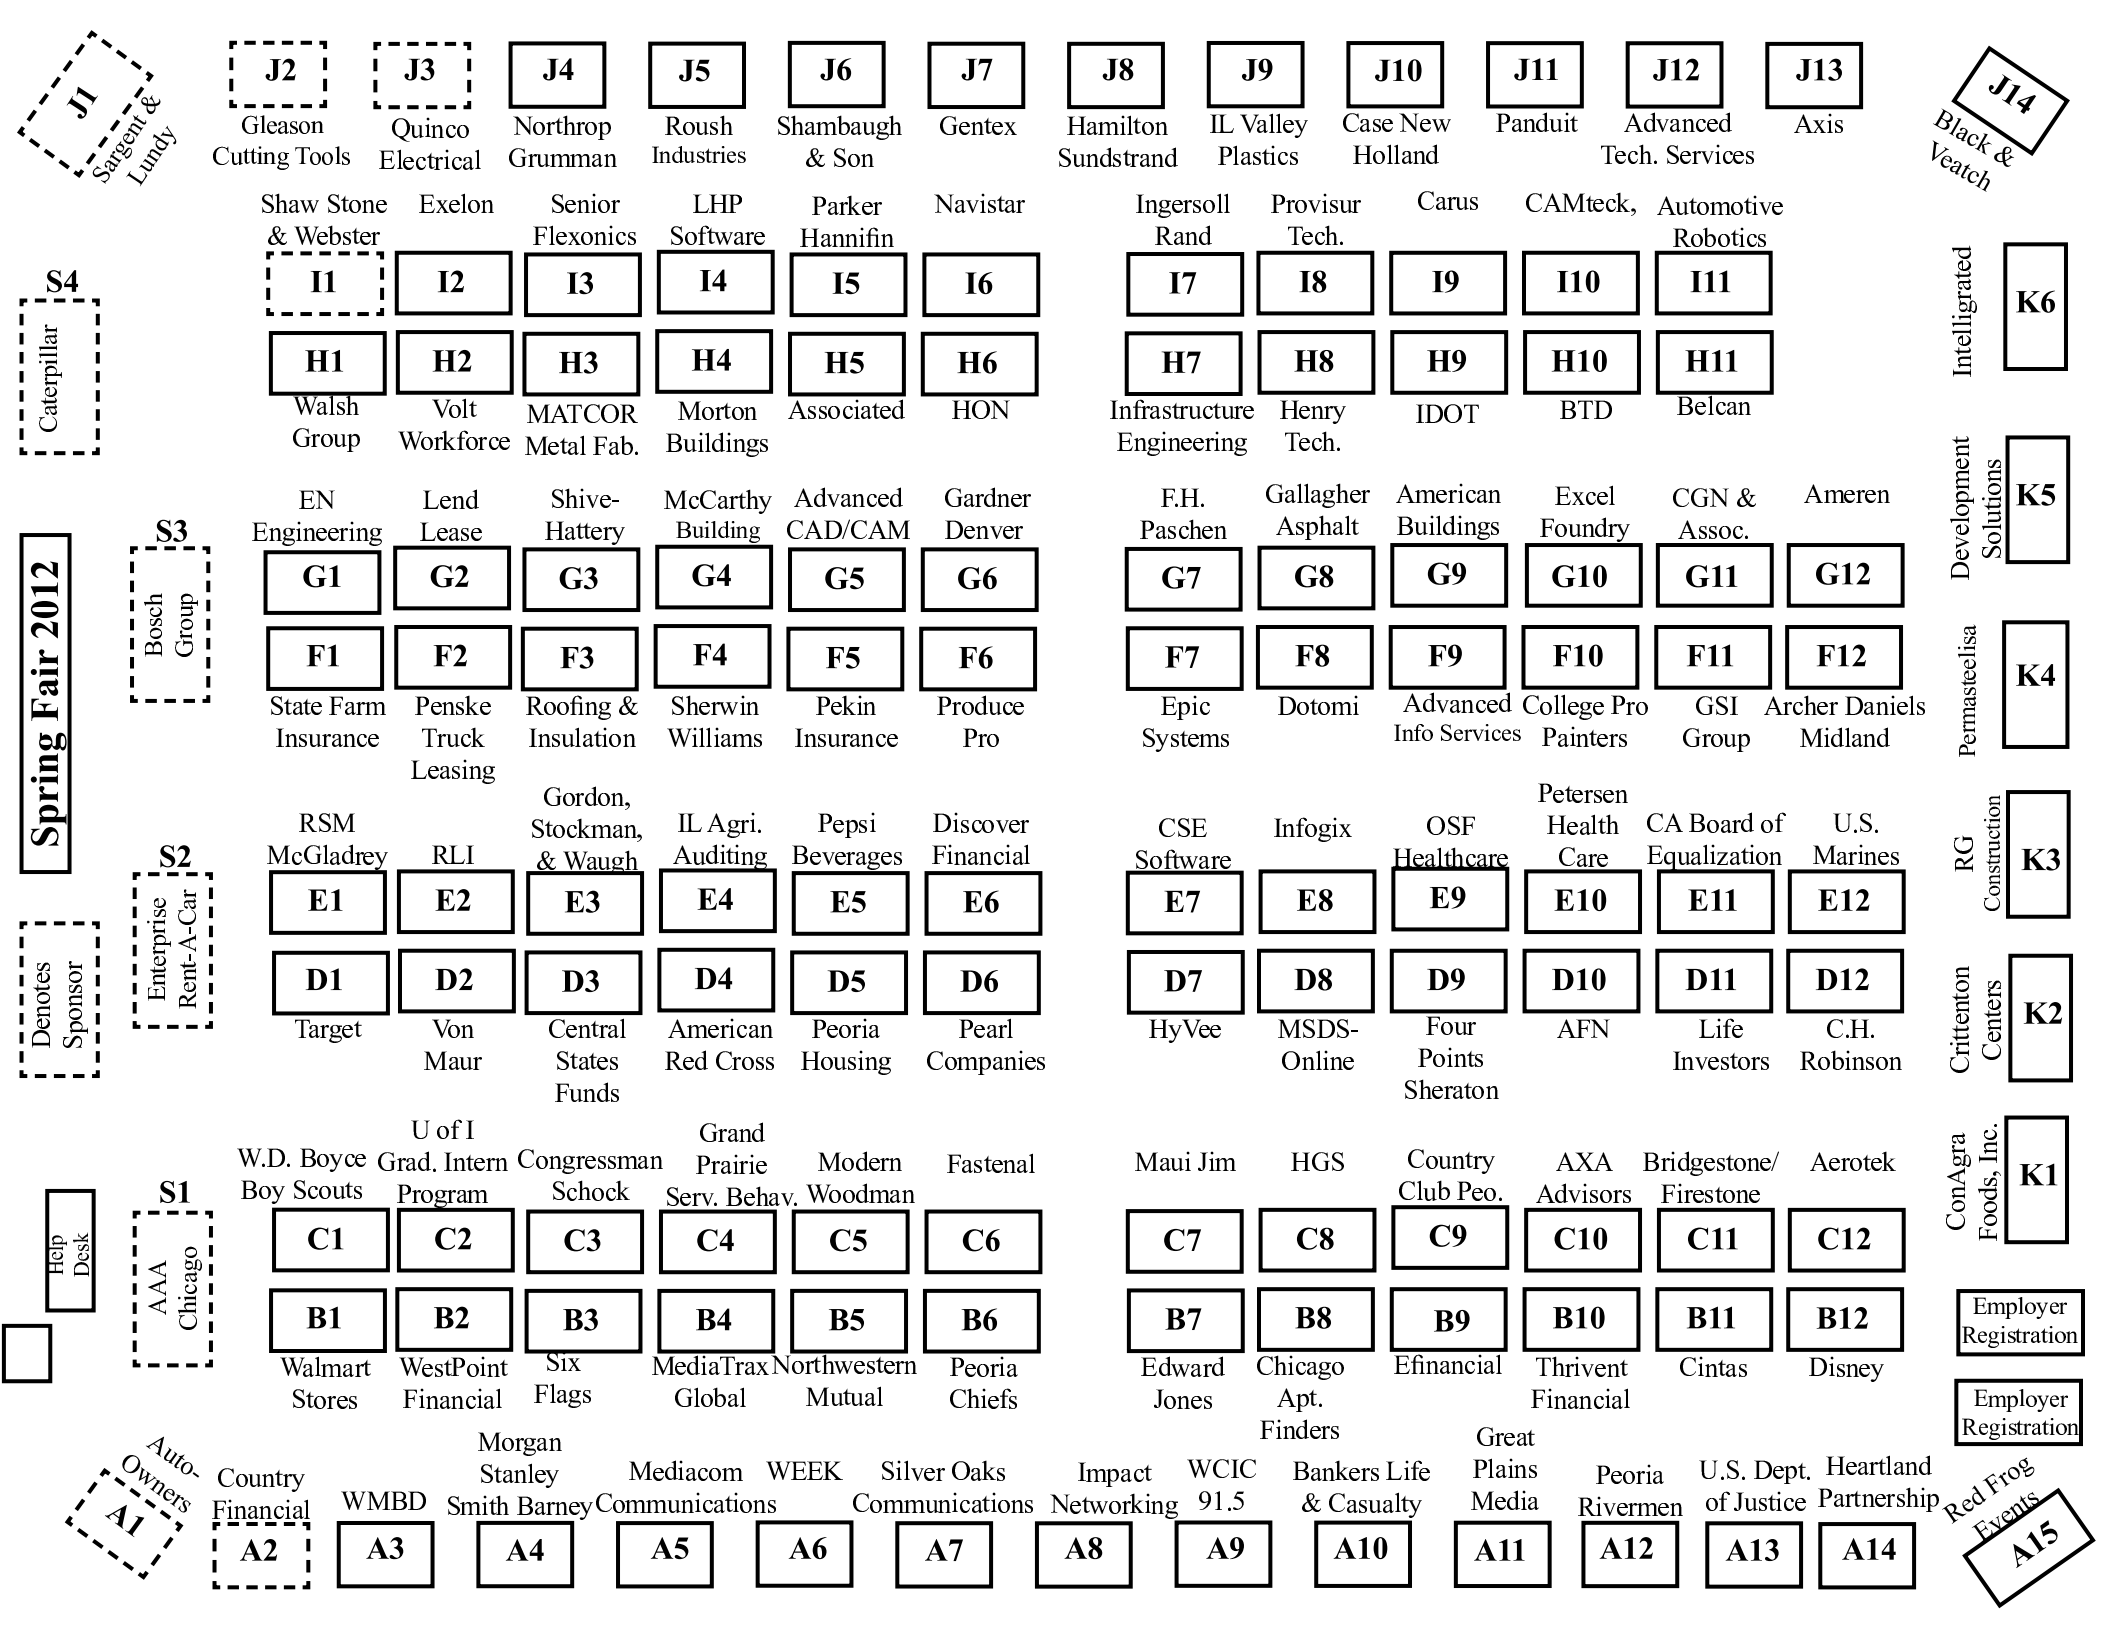 J1
Sargent &
Lundy
J2
Gleason
Cutting Tools
J3
Quinco
Electrical
J4
Northrop
Grumman
J5
Roush
Industries
J6
Shambaugh
& Son
J7
Gentex
J8
Hamilton
Sundstrand
J9
IL Valley
Plastics
J10
Case New
Holland
J11
Panduit
J12
Advanced
Tech. Services
J13
Axis
J14
Black &
Veatch
Shaw Stone
& Webster
I1
Exelon
I2
Senior
Flexonics
I3
LHP
Software
I4
Parker
Hannifin
I5
Navistar
I6
Ingersoll
Rand
I7
Provisur
Tech.
I8
Carus
I9
CAMteck,
I10
Automotive
Robotics
I11
H1
Walsh
Group
H2
Volt
Workforce
H3
MATCOR
Metal Fab.
H4
Morton
Buildings
H5
Associated
H6
HON
H7
Infrastructure
Engineering
H8
Henry
Tech.
H9
IDOT
H10
BTD
H11
Belcan
S4
Caterpillar
Intelligrated
K6
EN
Engineering
G1
Lend
Lease
G2
Shive-
Hattery
G3
McCarthy
Building
G4
Advanced
CAD/CAM
G5
Gardner
Denver
G6
F.H.
Paschen
G7
Gallagher
Asphalt
G8
American
Buildings
G9
Excel
Foundry
G10
CGN &
Assoc.
G11
Ameren
G12
Development
Solutions
K5
S3
Bosch
Group
Spring Fair 2012
F1
State Farm
Insurance
F2
Penske
Truck
Leasing
F3
Roofing &
Insulation
F4
Sherwin
Williams
F5
Pekin
Insurance
F6
Produce
Pro
F7
Epic
Systems
F8
Dotomi
F9
Advanced
Info Services
F10
College Pro
Painters
F11
GSI
Group
F12
Archer Daniels
Midland
Permasteelisa
K4
RSM
McGladrey
E1
RLI
E2
Gordon,
Stockman,
& Waugh
E3
IL Agri.
Auditing
E4
Pepsi
Beverages
E5
Discover
Financial
E6
CSE
Software
E7
Infogix
E8
OSF
Healthcare
E9
Petersen
Health
Care
E10
CA Board of
Equalization
E11
U.S.
Marines
E12
RG
Construction
K3
S2
Enterprise
Rent-A-Car
Denotes
Sponsor
D1
Target
D2
Von
Maur
D3
Central
States
Funds
D4
American
Red Cross
D5
Peoria
Housing
D6
Pearl
Companies
D7
HyVee
D8
MSDS-
Online
D9
Four
Points
Sheraton
D10
AFN
D11
Life
Investors
D12
C.H.
Robinson
Crittenton
Centers
K2
W.D. Boyce
Boy Scouts
C1
U of I
Grad. Intern
Program
C2
Congressman
Schock
C3
Grand
Prairie
Serv. Behav.
C4
Modern
Woodman
C5
Fastenal
C6
Maui Jim
C7
HGS
C8
Country
Club Peo.
C9
AXA
Advisors
C10
Bridgestone/
Firestone
C11
Aerotek
C12
ConAgra
Foods, Inc.
K1
S1
AAA
Chicago
Help
Desk
B1
Walmart
Stores
B2
WestPoint
Financial
B3
Six
Flags
B4
MediaTrax
Global
B5
Northwestern
Mutual
B6
Peoria
Chiefs
B7
Edward
Jones
B8
Chicago
Apt.
Finders
B9
Efinancial
B10
Thrivent
Financial
B11
Cintas
B12
Disney
Employer
Registration
Employer
Registration
Auto-
Owners
A1
Country
Financial
A2
WMBD
A3
Morgan
Stanley
Smith Barney
A4
Mediacom
Communications
A5
WEEK
A6
Silver Oaks
Communications
A7
Impact
Networking
A8
WCIC
91.5
A9
Bankers Life
& Casualty
A10
Great
Plains
Media
A11
Peoria
Rivermen
A12
U.S. Dept.
of Justice
A13
Heartland
Partnership
A14
Red Frog
Events
A15